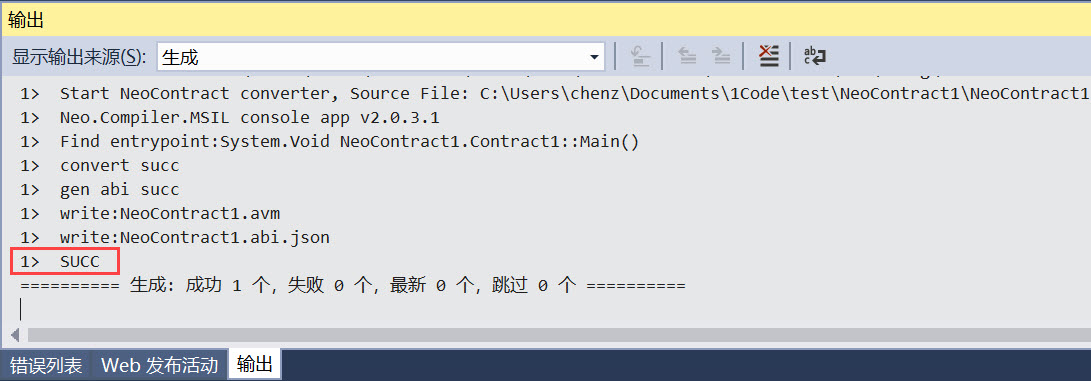 输出
显示输出来源(S): 生成
1>  Start NeoContract converter, Source File: C:\Users\chenz\Documents\1Code\test\NeoContract1\NeoContract1
1>  Neo.Compiler.MSIL console app v2.0.3.1
1>  Find entrypoint:System.Void NeoContract1.Contract1::Main()
1>  convert succ
1>  gen abi succ
1>  write:NeoContract1.avm
1>  write:NeoContract1.abi.json
1>  SUCC
========== 生成: 成功 1 个，失败 0 个，最新 0 个，跳过 0 个 ==========
错误列表 Web 发布活动 输出